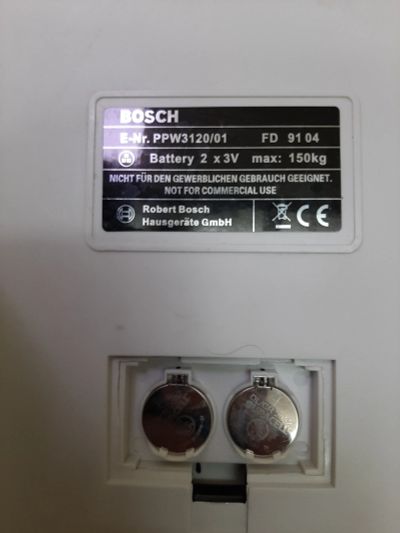 BOSCH
E-Nr. PPW3120/01 FD 91 04
Battery 2 x 3V max: 150kg
NICHT FÜR DEN GEWERBLICHEN GEBRAUCH GEEIGNET.
NOT FOR COMMERCIAL USE
Robert Bosch
Hausgeräte GmbH
CE